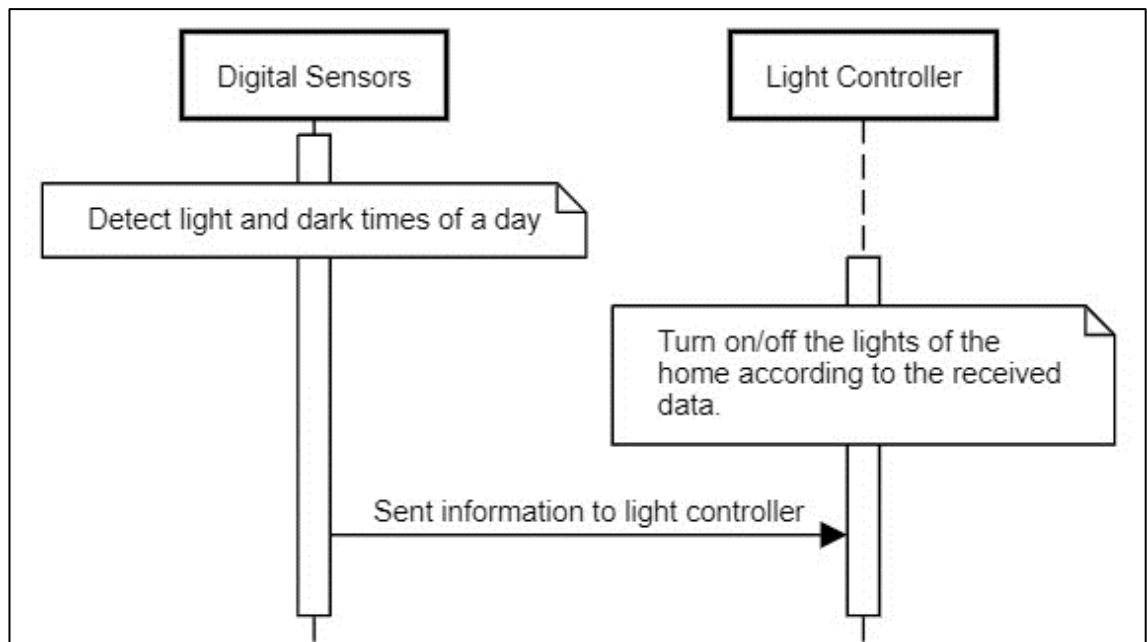 Digital Sensors
Light Controller
Detect light and dark times of a day
Turn on/off the lights of the
home according to the received
data.
Sent information to light controller